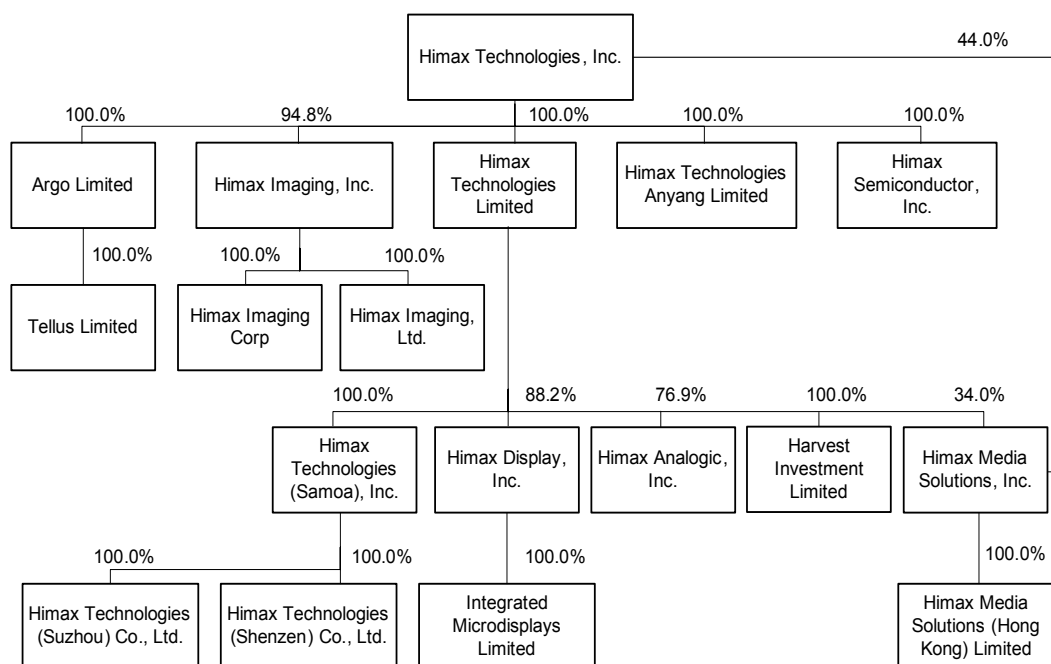 Himax Technologies, Inc.
44.0%
100.0%
94.8%
100.0%
100.0%
100.0%
Argo Limited
Himax Imaging, Inc.
Himax
Technologies
Limited
Himax Technologies
Anyang Limited
Himax
Semiconductor,
Inc.
100.0%
100.0%
100.0%
Tellus Limited
Himax Imaging
Corp
Himax Imaging,
Ltd.
100.0%
88.2%
76.9%
100.0%
34.0%
Himax
Technologies
(Samoa), Inc.
Himax Display,
Inc.
Himax Analogic,
Inc.
Harvest
Investment
Limited
Himax Media
Solutions, Inc.
100.0%
100.0%
100.0%
100.0%
Himax Technologies
(Suzhou) Co., Ltd.
Himax Technologies
(Shenzen) Co., Ltd.
Integrated
Microdisplays
Limited
Himax Media
Solutions (Hong
Kong) Limited